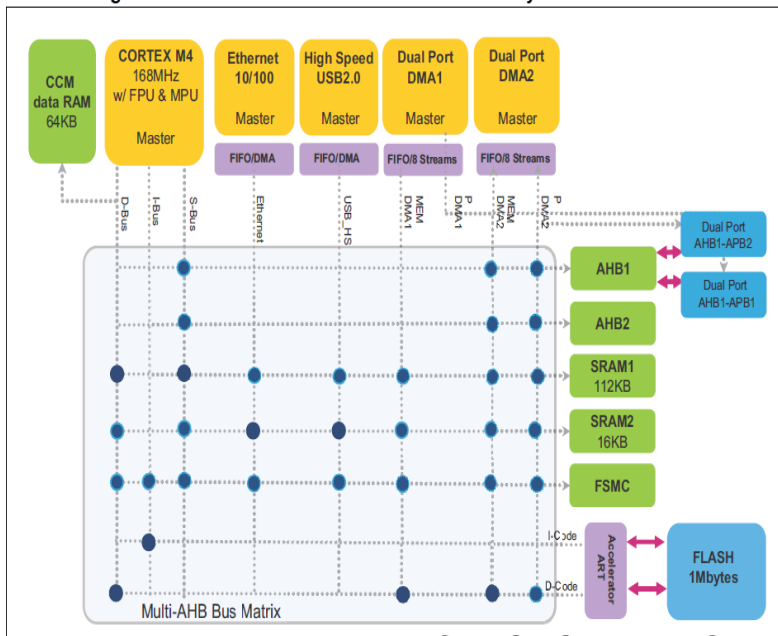 CCM
data RAM
64KB
CORTEX M4
168MHz
w/ FPU & MPU
Master
Ethernet
10/100
Master
High Speed
USB2.0
Master
Dual Port
DMA1
Master
Dual Port
DMA2
Master
FIFO/DMA
FIFO/DMA
FIFO/8 Streams
FIFO/8 Streams
D-Bus
I-Bus
S-Bus
Ethernet
USB_HS
MEM
DMA1
P
DMA1
MEM
DMA2
P
DMA2
Dual Port
AHB1-APB2
Dual Port
AHB1-APB1
AHB1
AHB2
SRAM1
112KB
SRAM2
16KB
FSMC
I-Code
D-Code
Accelerator
ART
FLASH
1Mbytes
Multi-AHB Bus Matrix